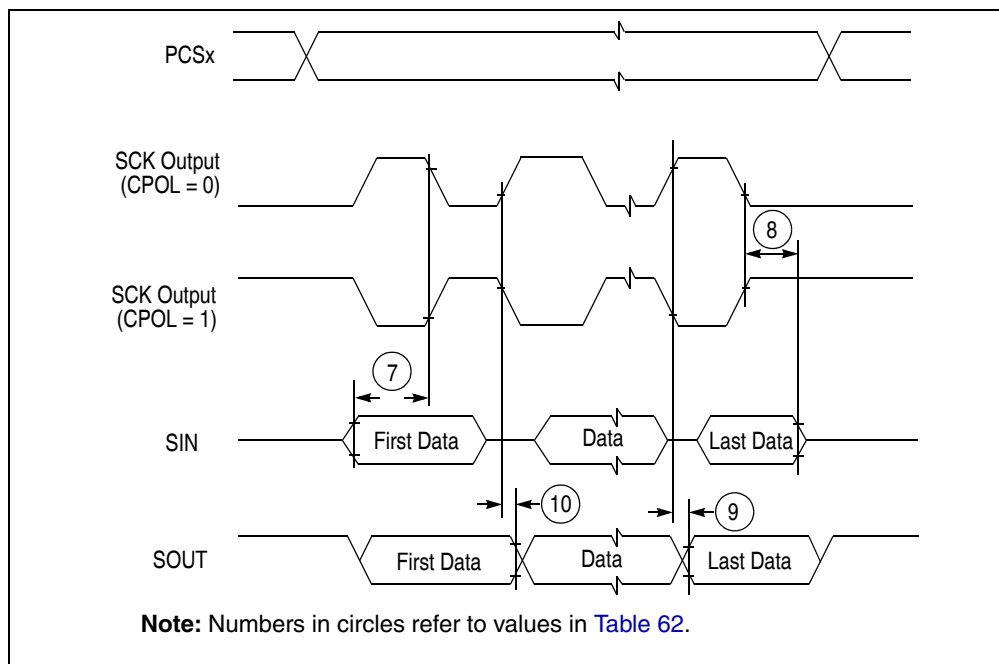 PCSx
SCK Output
(CPOL = 0)
8
SCK Output
(CPOL = 1)
7
SIN
First Data
Data
Last Data
10
9
SOUT
First Data
Data
Last Data
Note: Numbers in circles refer to values in Table 62.